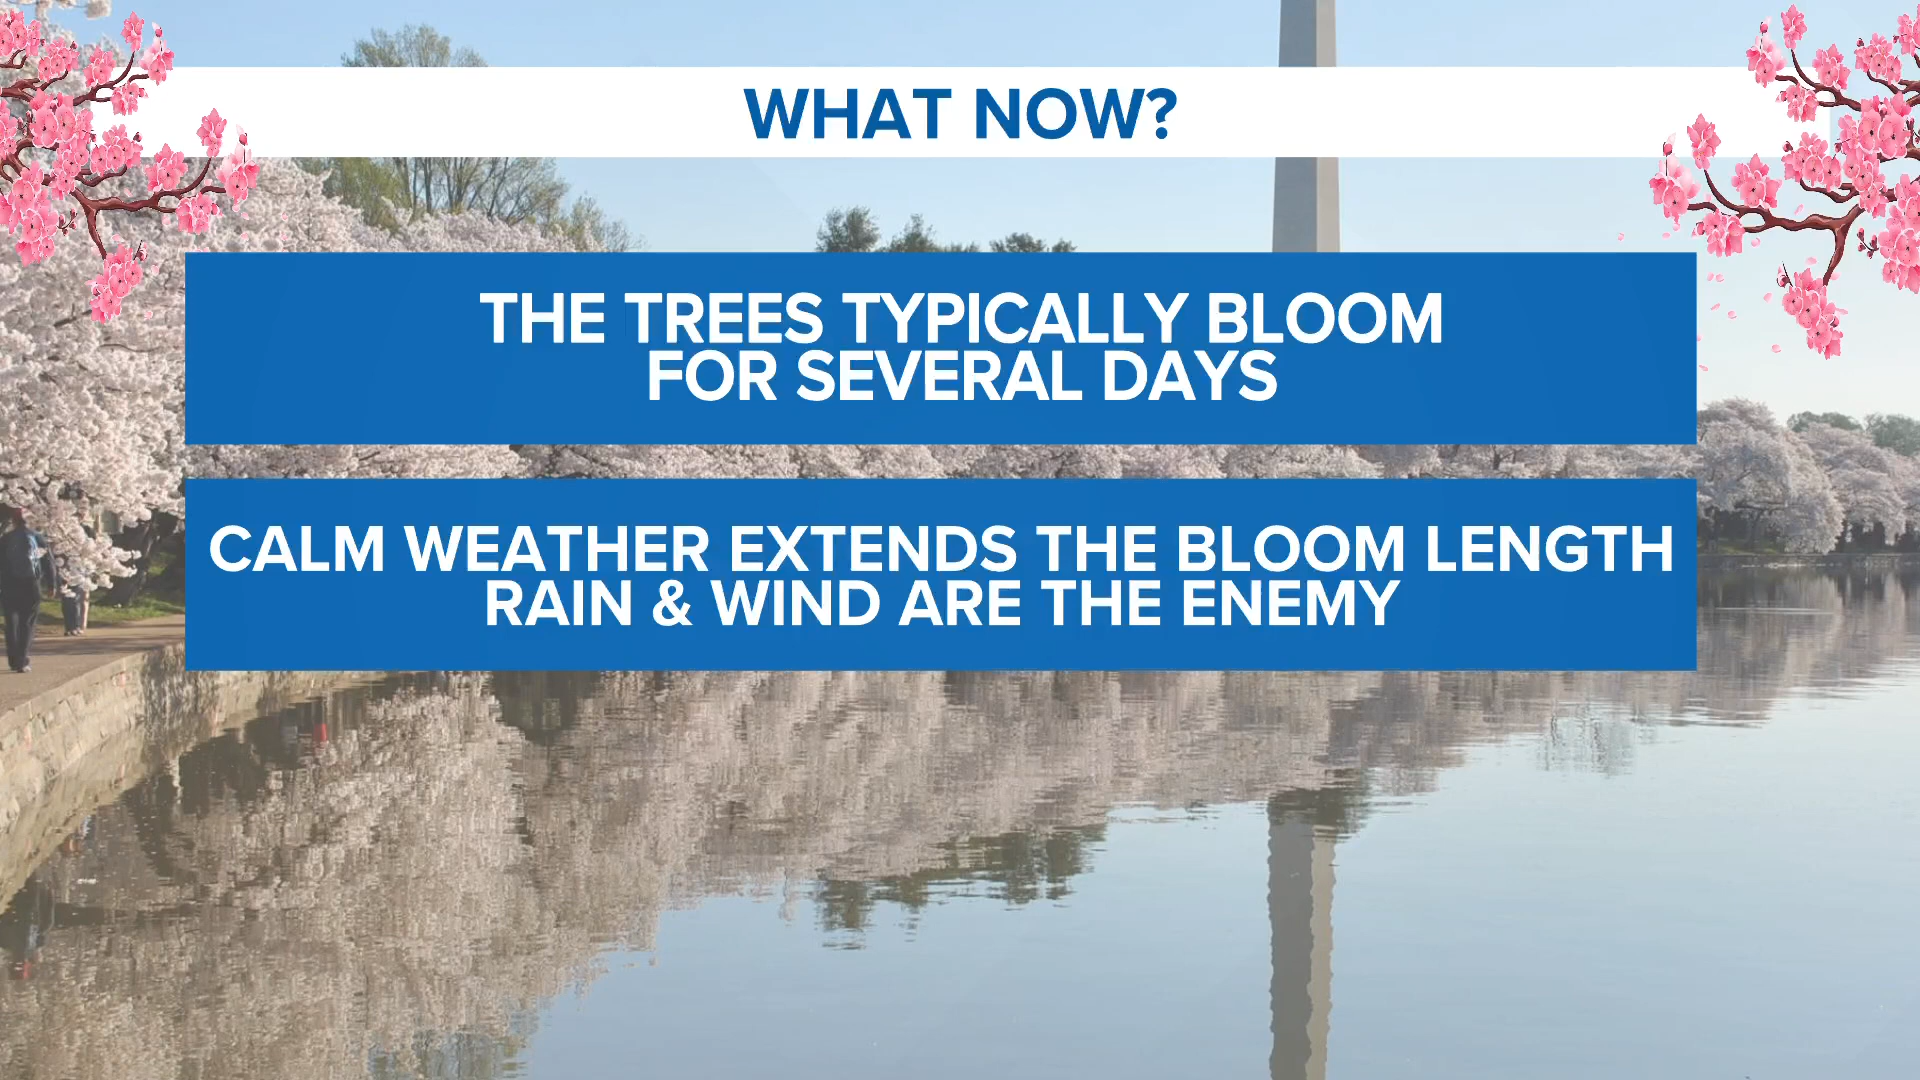 WHAT NOW?
THE TREES TYPICALLY BLOOM
FOR SEVERAL DAYS
CALM WEATHER EXTENDS THE BLOOM LENGTH
RAIN & WIND ARE THE ENEMY